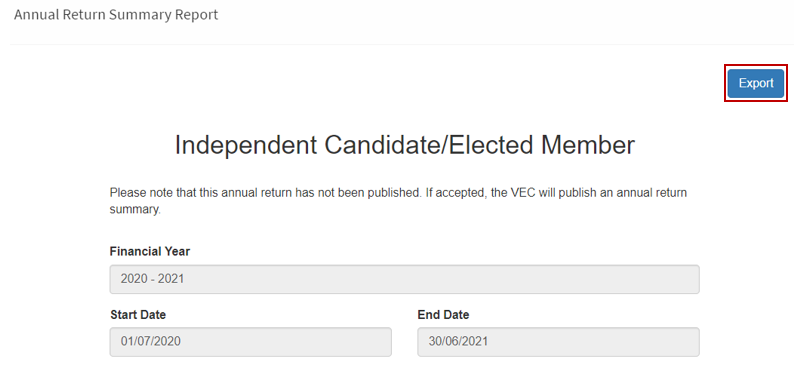 Annual Return Summary Report
Export
Independent Candidate/Elected Member
Please note that this annual return has not been published. If accepted, the VEC will publish an annual return
summary.
Financial Year
2020 - 2021
Start Date
End Date
01/07/2020
30/06/2021